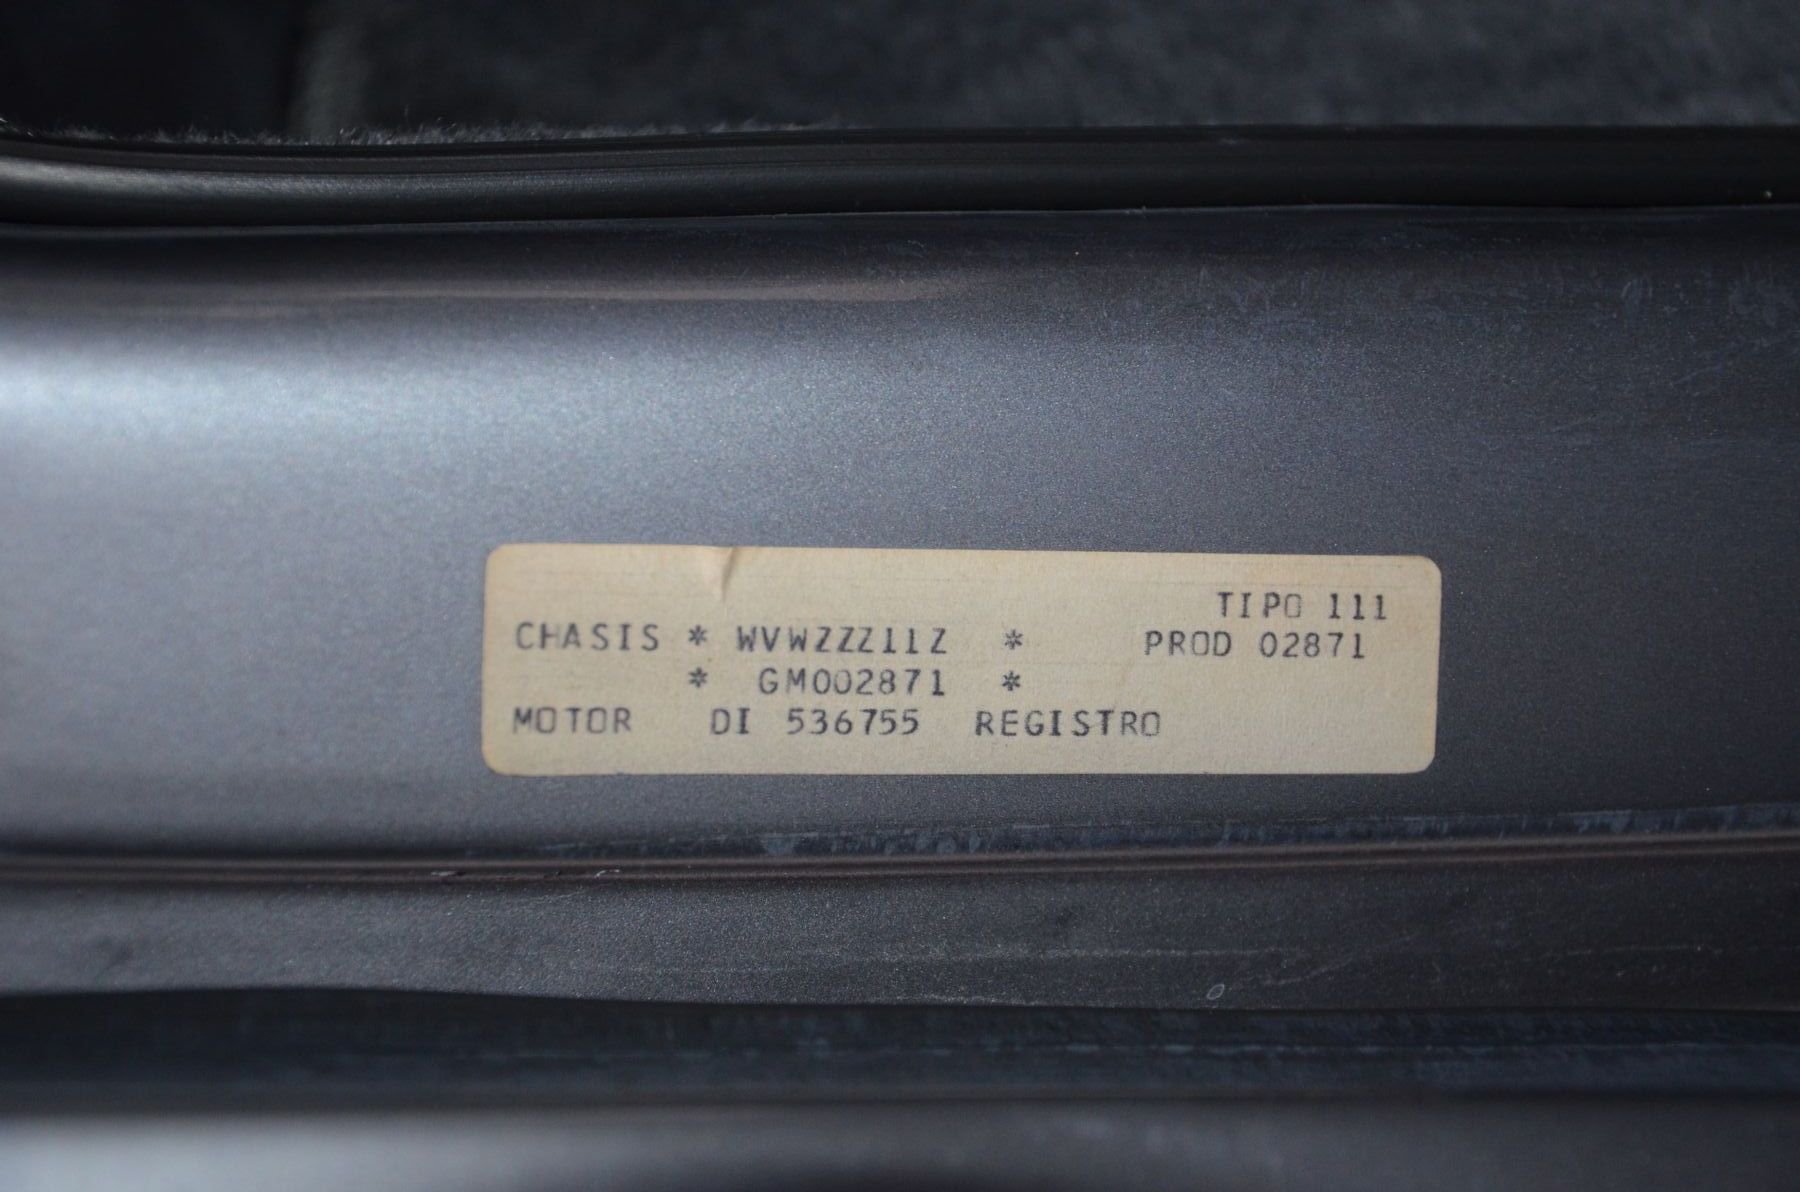 TIPO 111
CHASIS * WVWZZZ11Z * PROD 02871
* GM002871 *
MOTOR DI 536755 REGISTRO